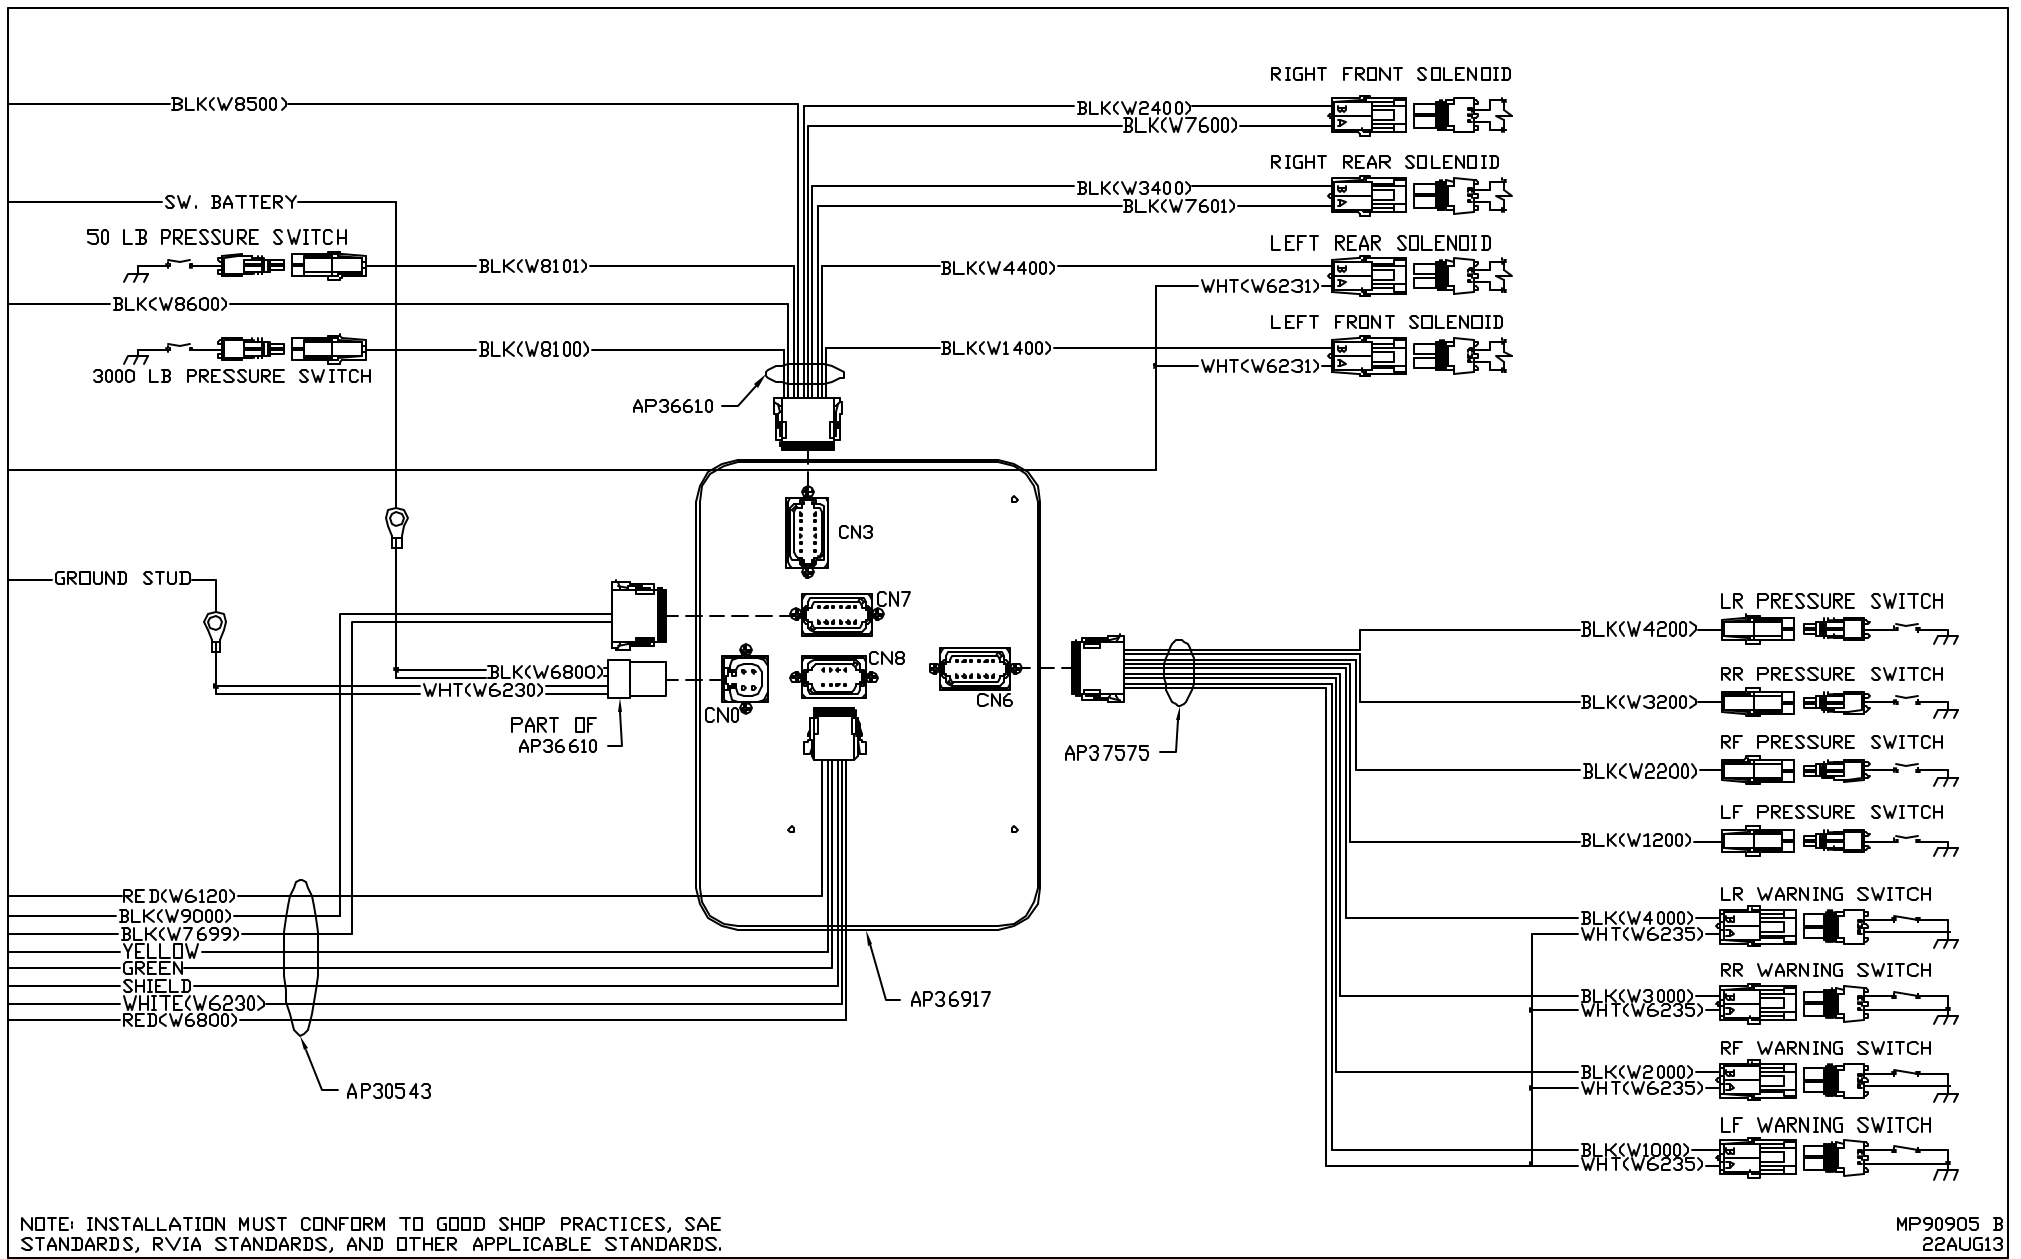 RIGHT FRONT SOLENOID
BLK(W8500)
BLK(W2400)
BLK(W7600)
B
A
RIGHT REAR SOLENOID
BLK(W3400)
B
A
SW. BATTERY
BLK(W7601)
50 LB PRESSURE SWITCH
LEFT REAR SOLENOID
BLK(W8101)
BLK(W4400)
B
A
WHT(W6231)
BLK(W8600)
LEFT FRONT SOLENOID
BLK(W8100)
BLK(W1400)
B
A
WHT(W6231)
3000 LB PRESSURE SWITCH
AP36610
CN3
GROUND STUD
CN7
LR PRESSURE SWITCH
BLK(W4200)
CN8
BLK(W6800)
WHT(W6230)
RR PRESSURE SWITCH
BLK(W3200)
CN6
CN0
PART OF
AP36610
AP37575
RF PRESSURE SWITCH
BLK(W2200)
LF PRESSURE SWITCH
BLK(W1200)
RED(W6120)
LR WARNING SWITCH
BLK(W9000)
BLK(W4000)
B
A
BLK(W7699)
WHT(W6235)
YELLOW
GREEN
RR WARNING SWITCH
SHIELD
BLK(W3000)
B
A
WHITE(W6230)
AP36917
WHT(W6235)
RED(W6800)
RF WARNING SWITCH
BLK(W2000)
B
A
AP30543
WHT(W6235)
LF WARNING SWITCH
BLK(W1000)
B
A
WHT(W6235)
NOTE: INSTALLATION MUST CONFORM TO GOOD SHOP PRACTICES, SAE
STANDARDS, RVIA STANDARDS, AND OTHER APPLICABLE STANDARDS.
MP90905 B
22AUG13